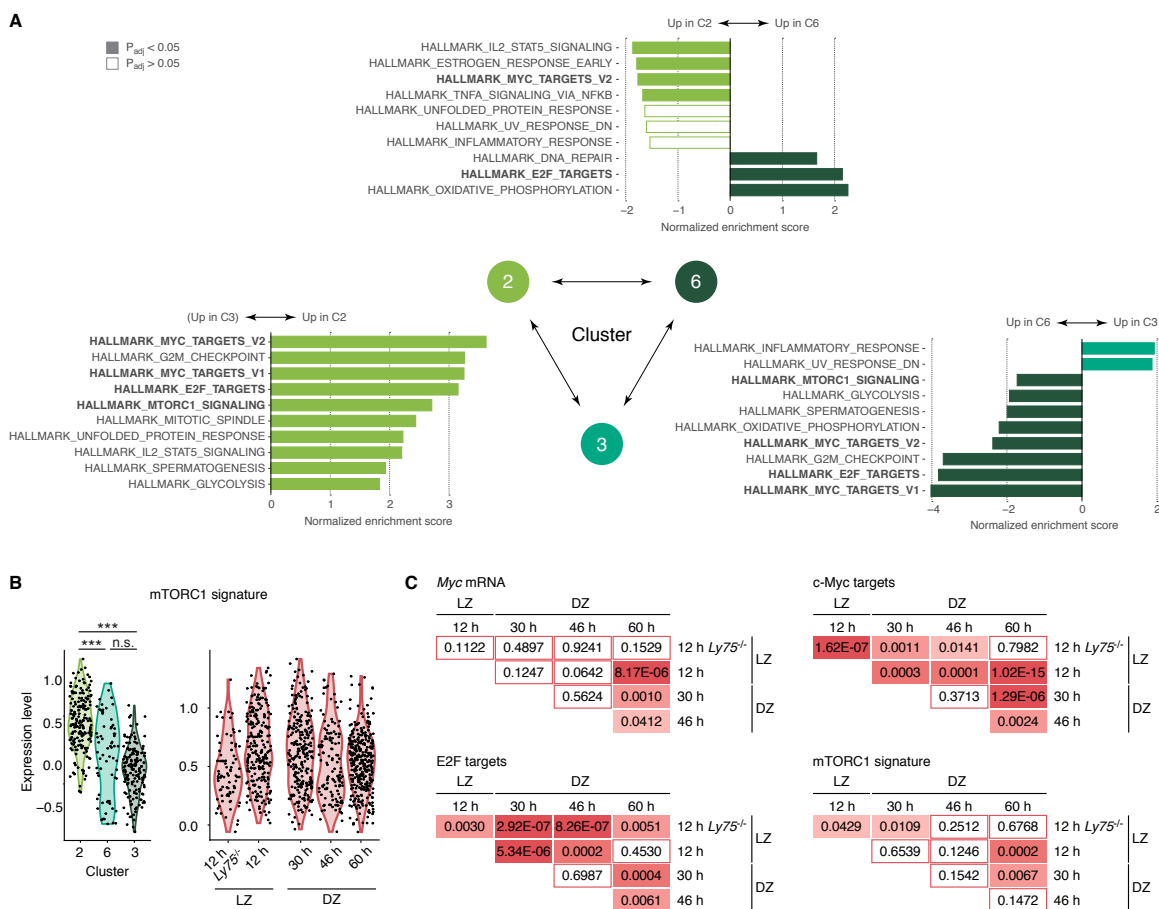 A
Up in C2
Up in C6
P_adj < 0.05
P_adj > 0.05
HALLMARK_IL2_STAT5_SIGNALING
HALLMARK_ESTROGEN_RESPONSE_EARLY
HALLMARK_MYC_TARGETS_V2
HALLMARK_TNFA_SIGNALING_VIA_NFKB
HALLMARK_UNFOLDED_PROTEIN_RESPONSE
HALLMARK_UV_RESPONSE_DN
HALLMARK_INFLAMMATORY_RESPONSE
HALLMARK_DNA_REPAIR
HALLMARK_E2F_TARGETS
HALLMARK_OXIDATIVE_PHOSPHORYLATION
−2 −1 0 1 2
Normalized enrichment score
2
6
3
Cluster
(Up in C3)
Up in C2
HALLMARK_MYC_TARGETS_V2
HALLMARK_G2M_CHECKPOINT
HALLMARK_MYC_TARGETS_V1
HALLMARK_E2F_TARGETS
HALLMARK_MTORC1_SIGNALING
HALLMARK_MITOTIC_SPINDLE
HALLMARK_UNFOLDED_PROTEIN_RESPONSE
HALLMARK_IL2_STAT5_SIGNALING
HALLMARK_SPERMATOGENESIS
HALLMARK_GLYCOLYSIS
0 1 2 3
Normalized enrichment score
Up in C6
Up in C3
HALLMARK_INFLAMMATORY_RESPONSE
HALLMARK_UV_RESPONSE_DN
HALLMARK_MTORC1_SIGNALING
HALLMARK_GLYCOLYSIS
HALLMARK_SPERMATOGENESIS
HALLMARK_OXIDATIVE_PHOSPHORYLATION
HALLMARK_MYC_TARGETS_V2
HALLMARK_G2M_CHECKPOINT
HALLMARK_E2F_TARGETS
HALLMARK_MYC_TARGETS_V1
−4 −2 0 2
Normalized enrichment score
B
mTORC1 signature
***
*** n.s.
Expression level
1.0
0.5
0.0
−0.5
2 6 3
Cluster
1.0
0.5
0.0
12 h Ly75-/-
12 h
30 h
46 h
60 h
LZ DZ
C
Myc mRNA
LZ DZ
12 h 30 h 46 h 60 h
0.1122 0.4897 0.9241 0.1529 12 h Ly75-/-
0.1247 0.0642 8.17E-06 12 h
0.5624 0.0010 30 h
0.0412 46 h
LZ
DZ
c-Myc targets
LZ DZ
12 h 30 h 46 h 60 h
1.62E-07 0.0011 0.0141 0.7982 12 h Ly75-/-
0.0003 0.0001 1.02E-15 12 h
0.3713 1.29E-06 30 h
0.0024 46 h
LZ
DZ
E2F targets
LZ DZ
12 h 30 h 46 h 60 h
0.0030 2.92E-07 8.26E-07 0.0051 12 h Ly75-/-
5.34E-06 0.0002 0.4530 12 h
0.6987 0.0004 30 h
0.0061 46 h
LZ
DZ
mTORC1 signature
LZ DZ
12 h 30 h 46 h 60 h
0.0429 0.0109 0.2512 0.6768 12 h Ly75-/-
0.6539 0.1246 0.0002 12 h
0.1542 0.0067 30 h
0.1472 46 h
LZ
DZ